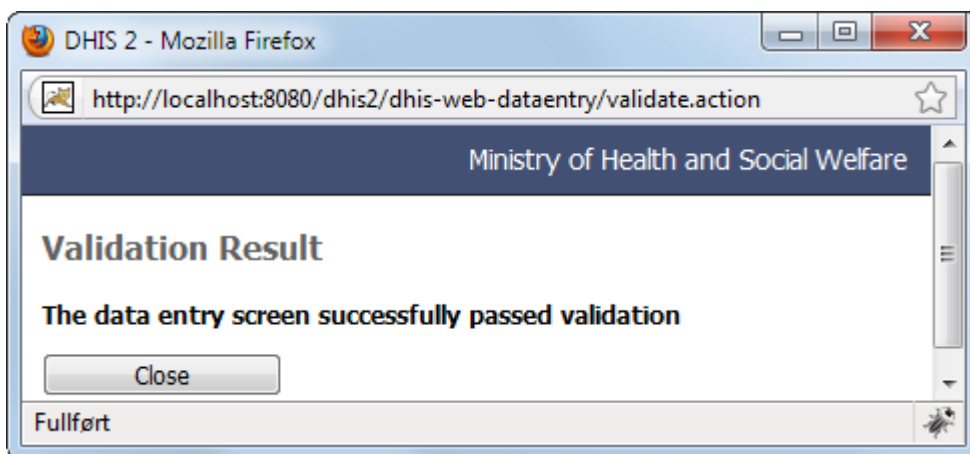 DHIS 2 - Mozilla Firefox
http://localhost:8080/dhis2/dhis-web-dataentry/validate.action
Ministry of Health and Social Welfare
Validation Result
The data entry screen successfully passed validation
Close
Fullført